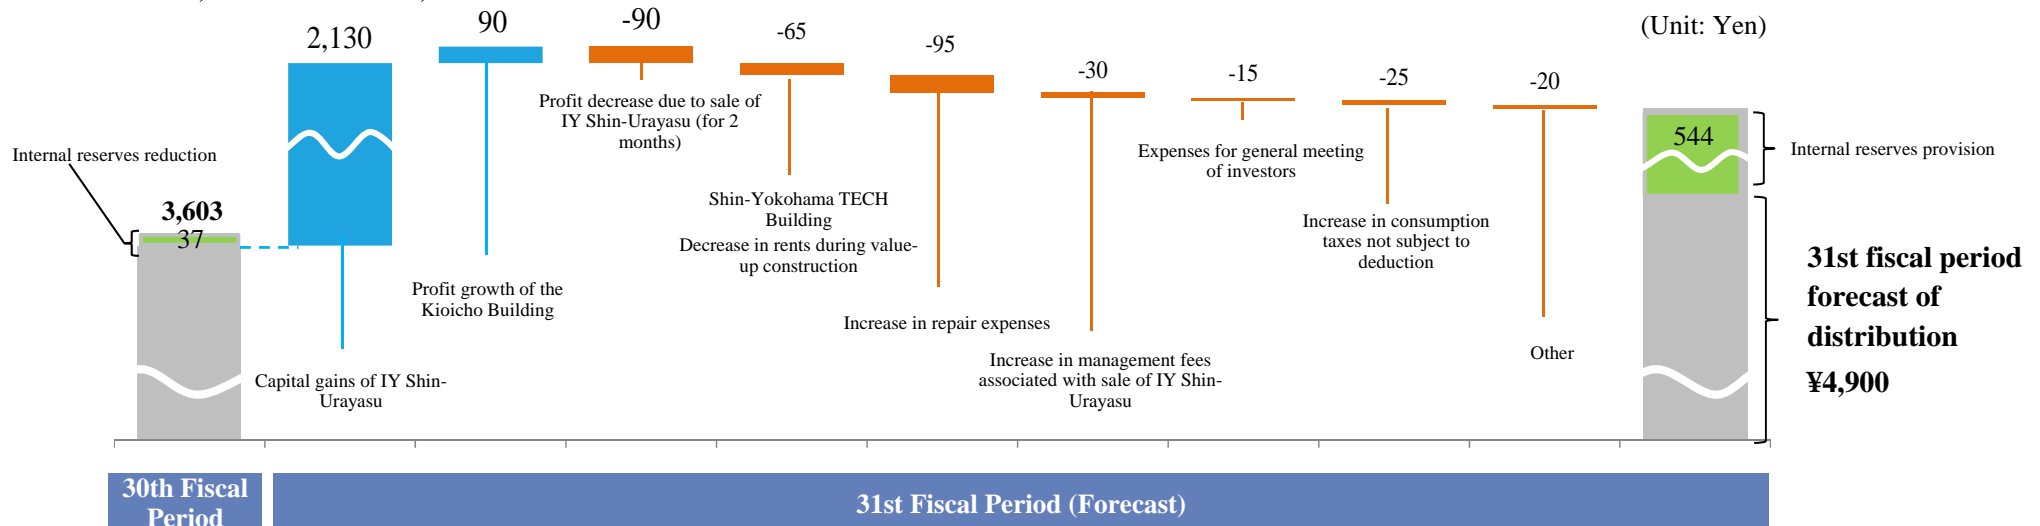 (Unit: Yen)
2,130
90
-90
-65
-95
-30
-15
-25
-20
Internal reserves reduction
3,603
37
Capital gains of IY Shin-
Urayasu
Profit growth of the
Kioicho Building
Profit decrease due to sale of
IY Shin-Urayasu (for 2
months)
Shin-Yokohama TECH
Building
Decrease in rents during value-
up construction
Increase in repair expenses
Increase in management fees
associated with sale of IY Shin-
Urayasu
Expenses for general meeting
of investors
Increase in consumption
taxes not subject to
deduction
Other
544
Internal reserves provision
31st fiscal period
forecast of
distribution
¥4,900
30th Fiscal
Period
31st Fiscal Period (Forecast)